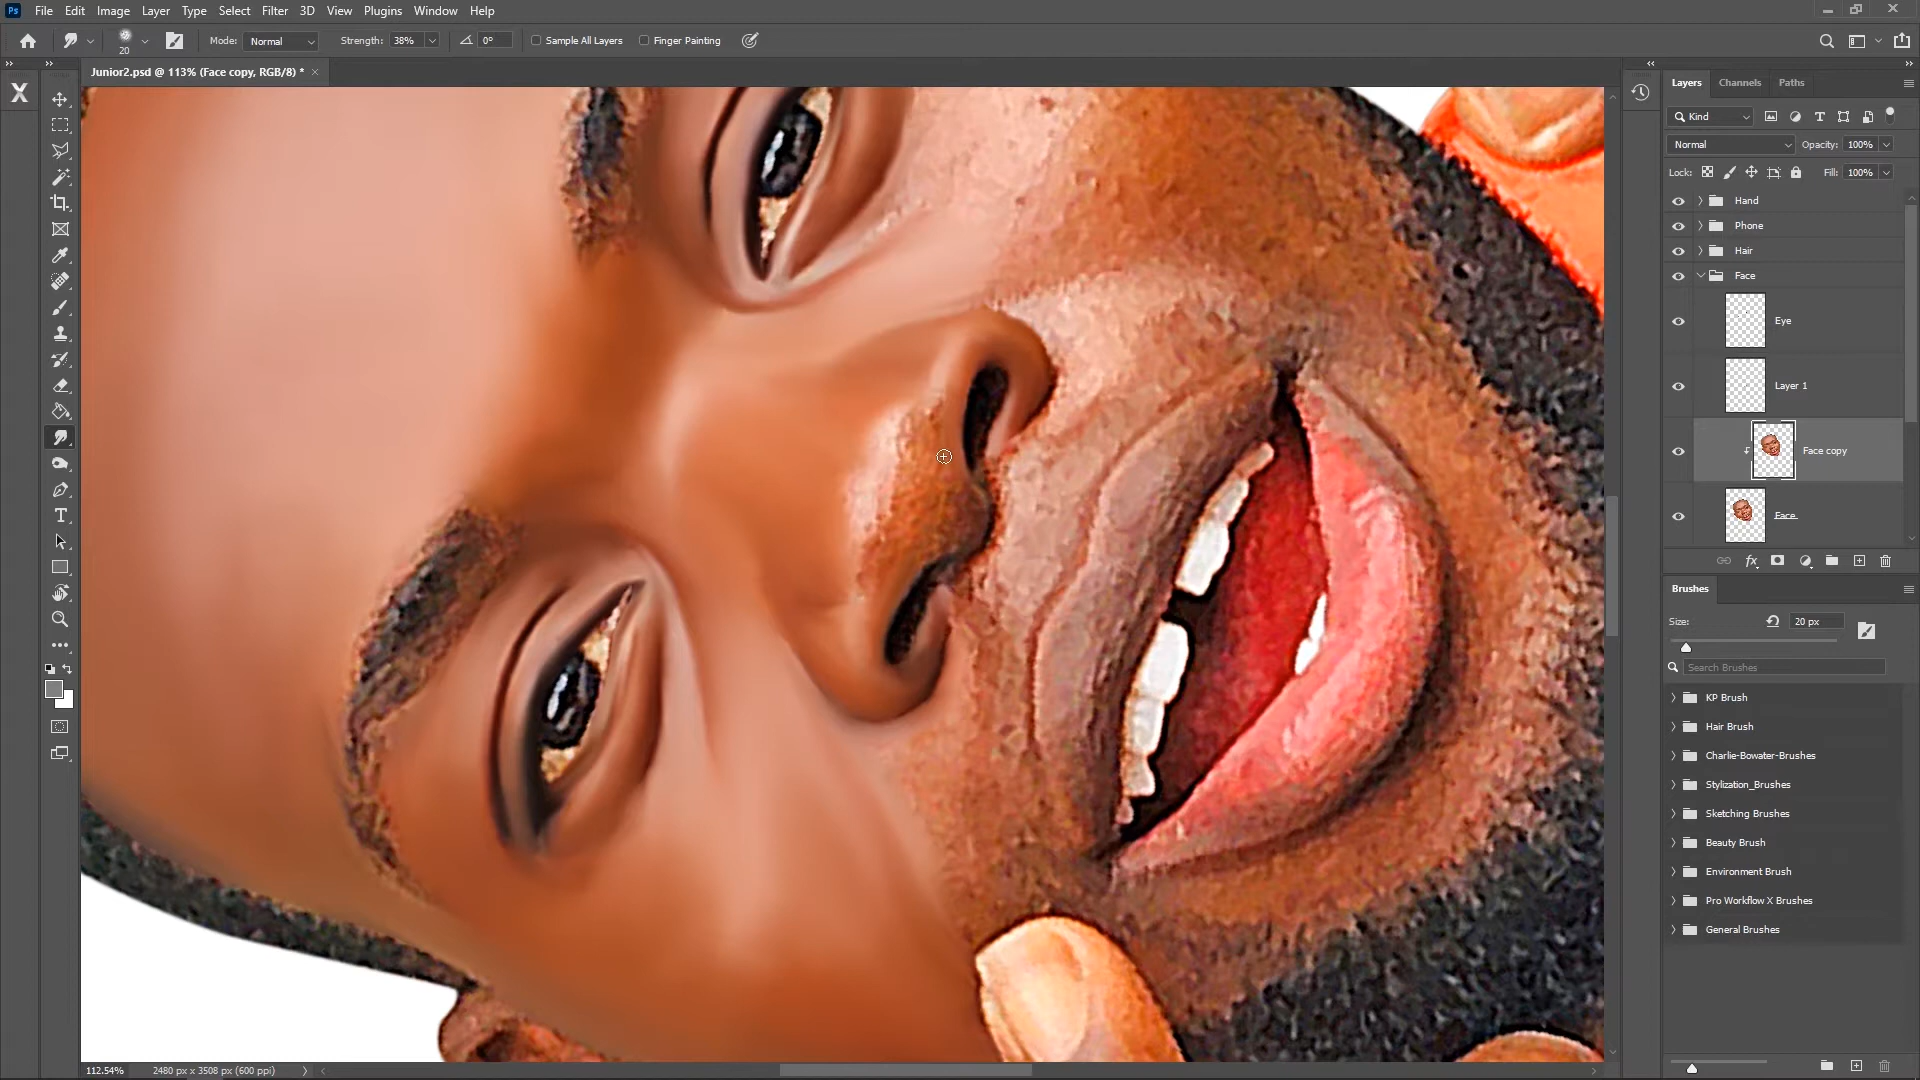 Ps File Edit Image Layer Type Select Filter 3D View Plugins Window Help
20 Mode: Normal Strength: 38% 0° Sample All Layers Finger Painting
Junior2.psd @ 113% (Face copy, RGB/8) * ×
X
Layers Channels Paths
Kind
Normal Opacity: 100%
Lock: Fill: 100%
Hand
Phone
Hair
Face
Eye
Layer 1
Face copy
Face
fx
Brushes
Size: 20 px
Search Brushes
KP Brush
Hair Brush
Charlie-Bowater-Brushes
Stylization_Brushes
Sketching Brushes
Beauty Brush
Environment Brush
Pro Workflow X Brushes
General Brushes
112.54% 2480 px x 3508 px (600 ppi)